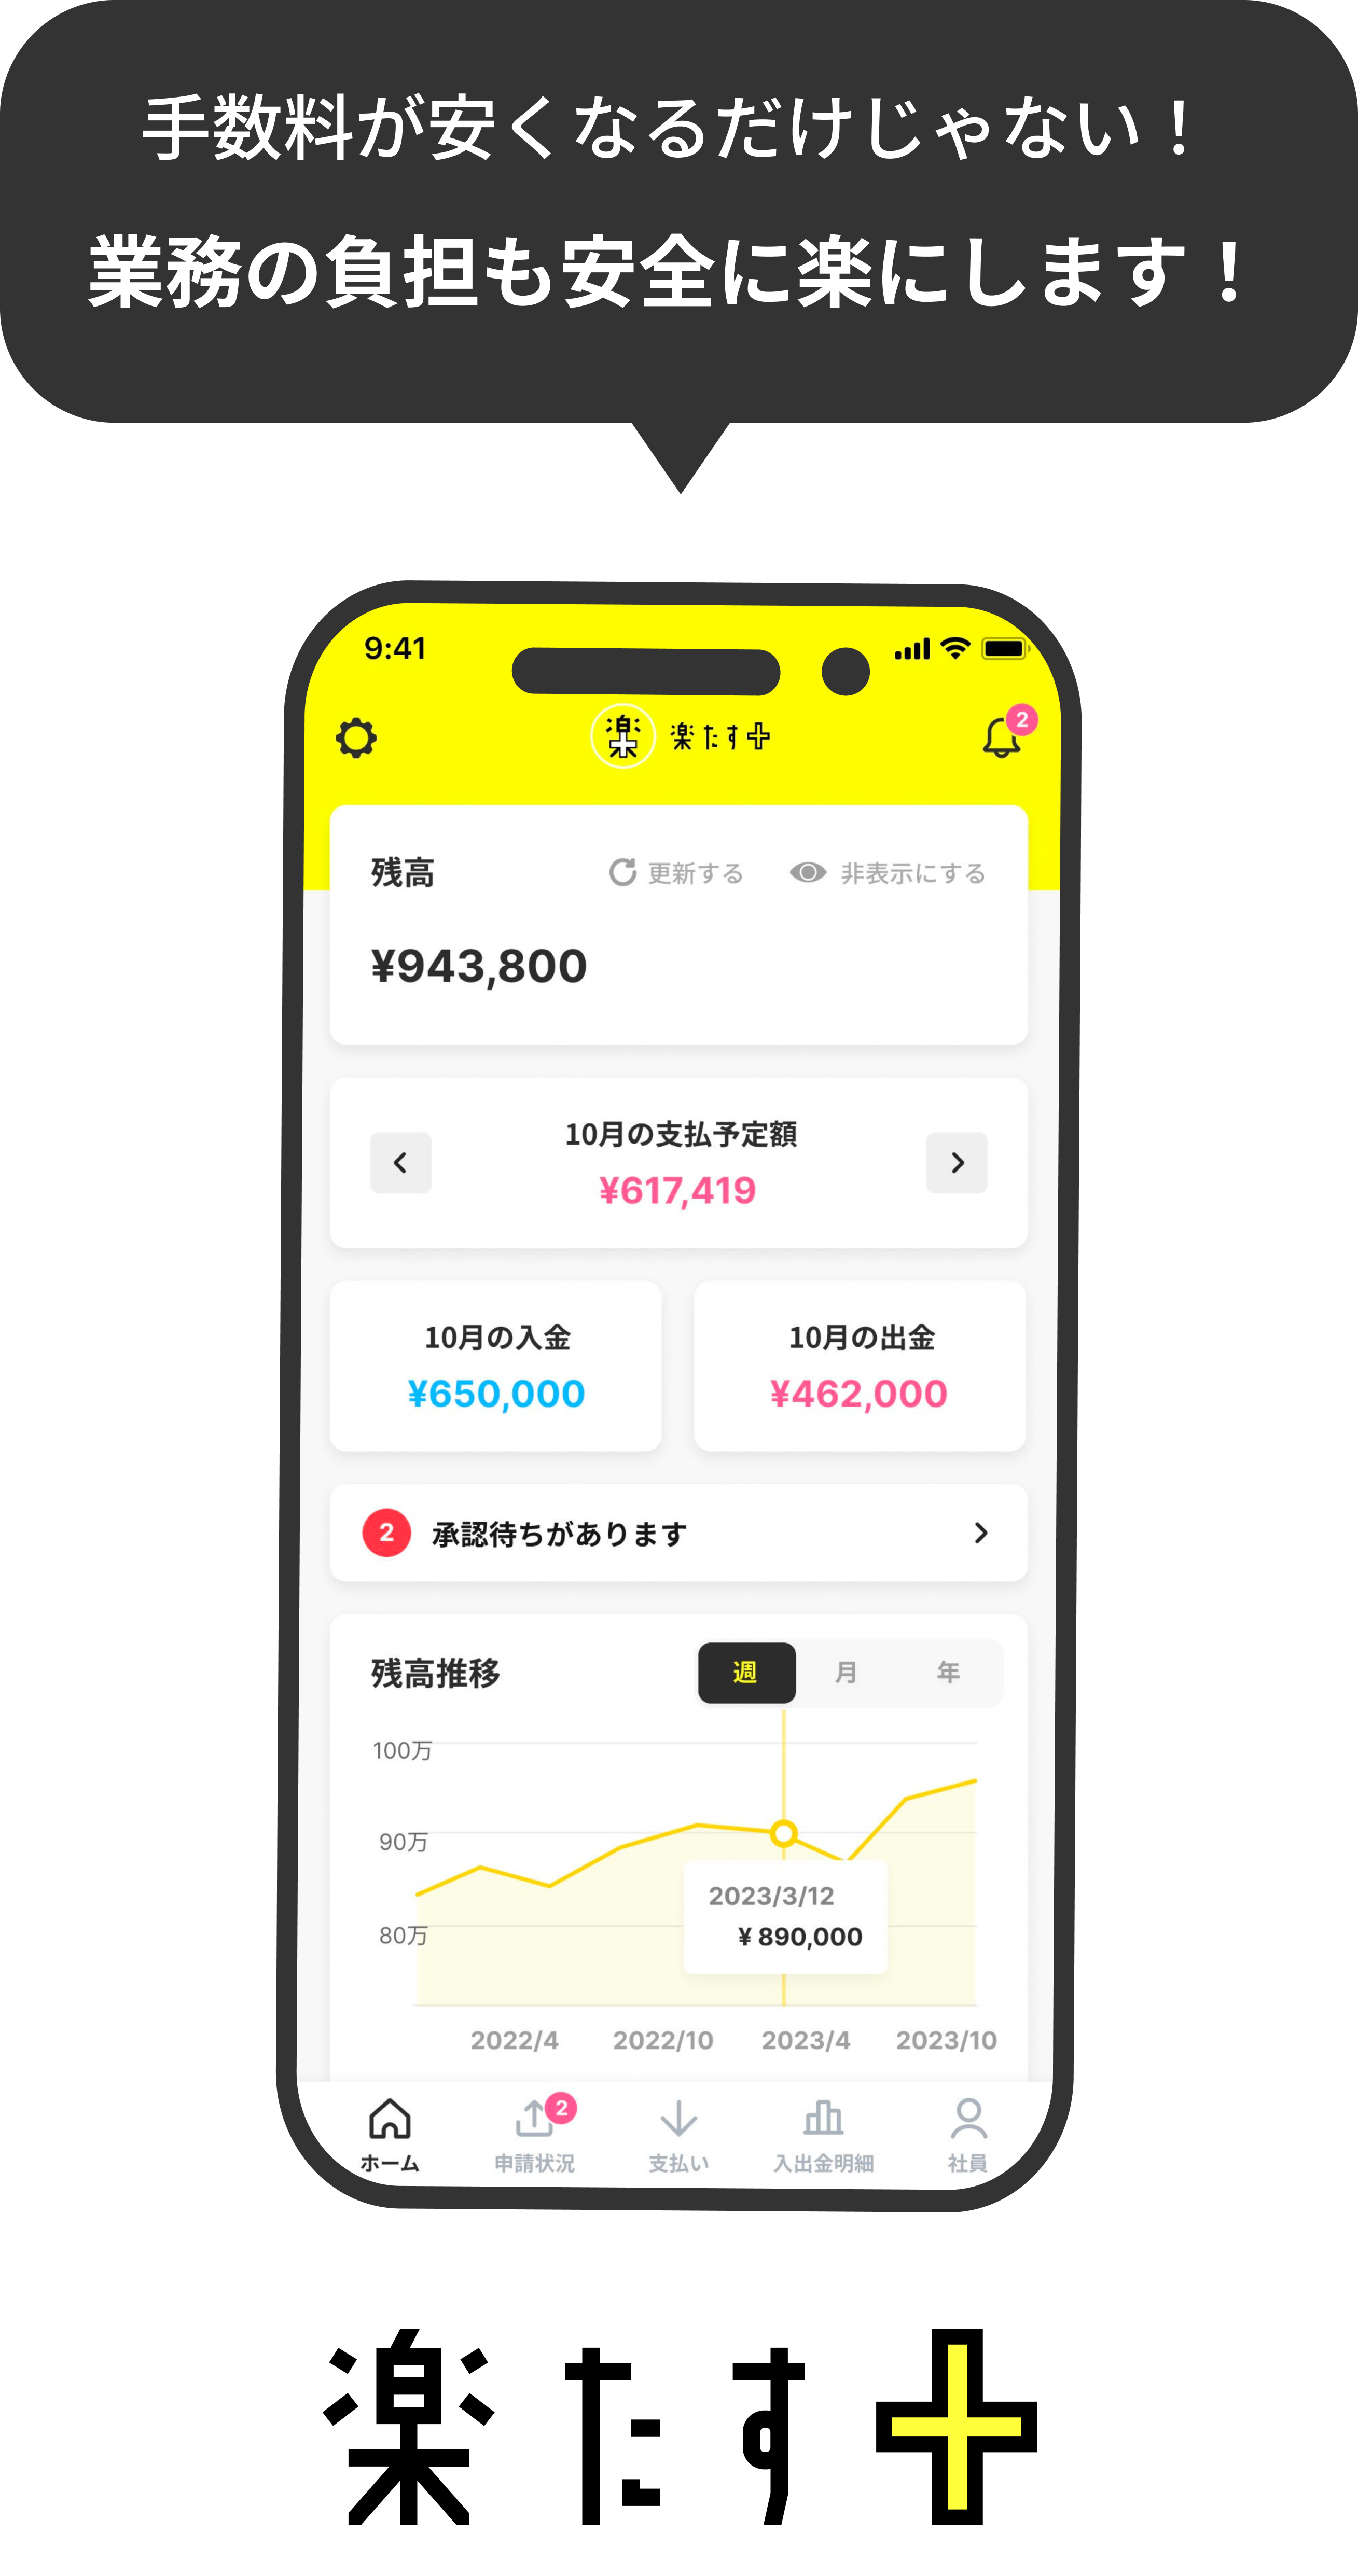 手数料が安くなるだけじゃない！
業務の負担も安全に楽にします！
9:41
楽 楽たす
2
残高 更新する 非表示にする
¥943,800
10月の支払予定額
¥617,419
10月の入金 10月の出金
¥650,000 ¥462,000
2 承認待ちがあります
残高推移 週 月 年
100万
90万
80万
2023/3/12
¥ 890,000
2022/4 2022/10 2023/4 2023/10
2
ホーム 申請状況 支払い 入出金明細 社員
楽たす